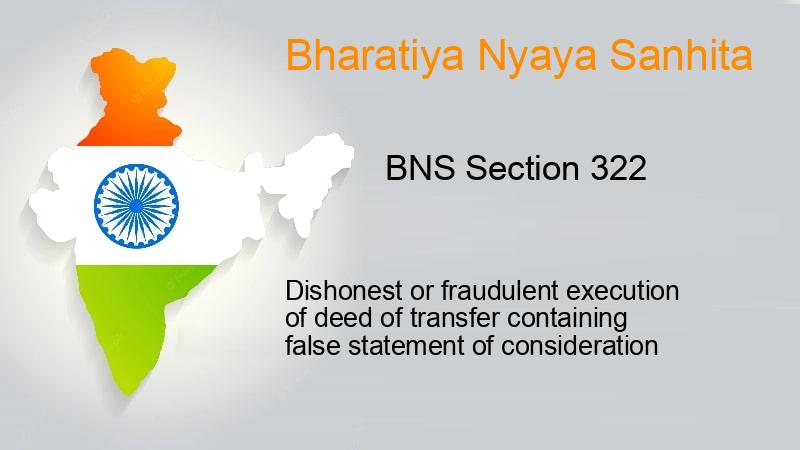 Bharatiya Nyaya Sanhita
BNS Section 322
Dishonest or fraudulent execution
of deed of transfer containing
false statement of consideration